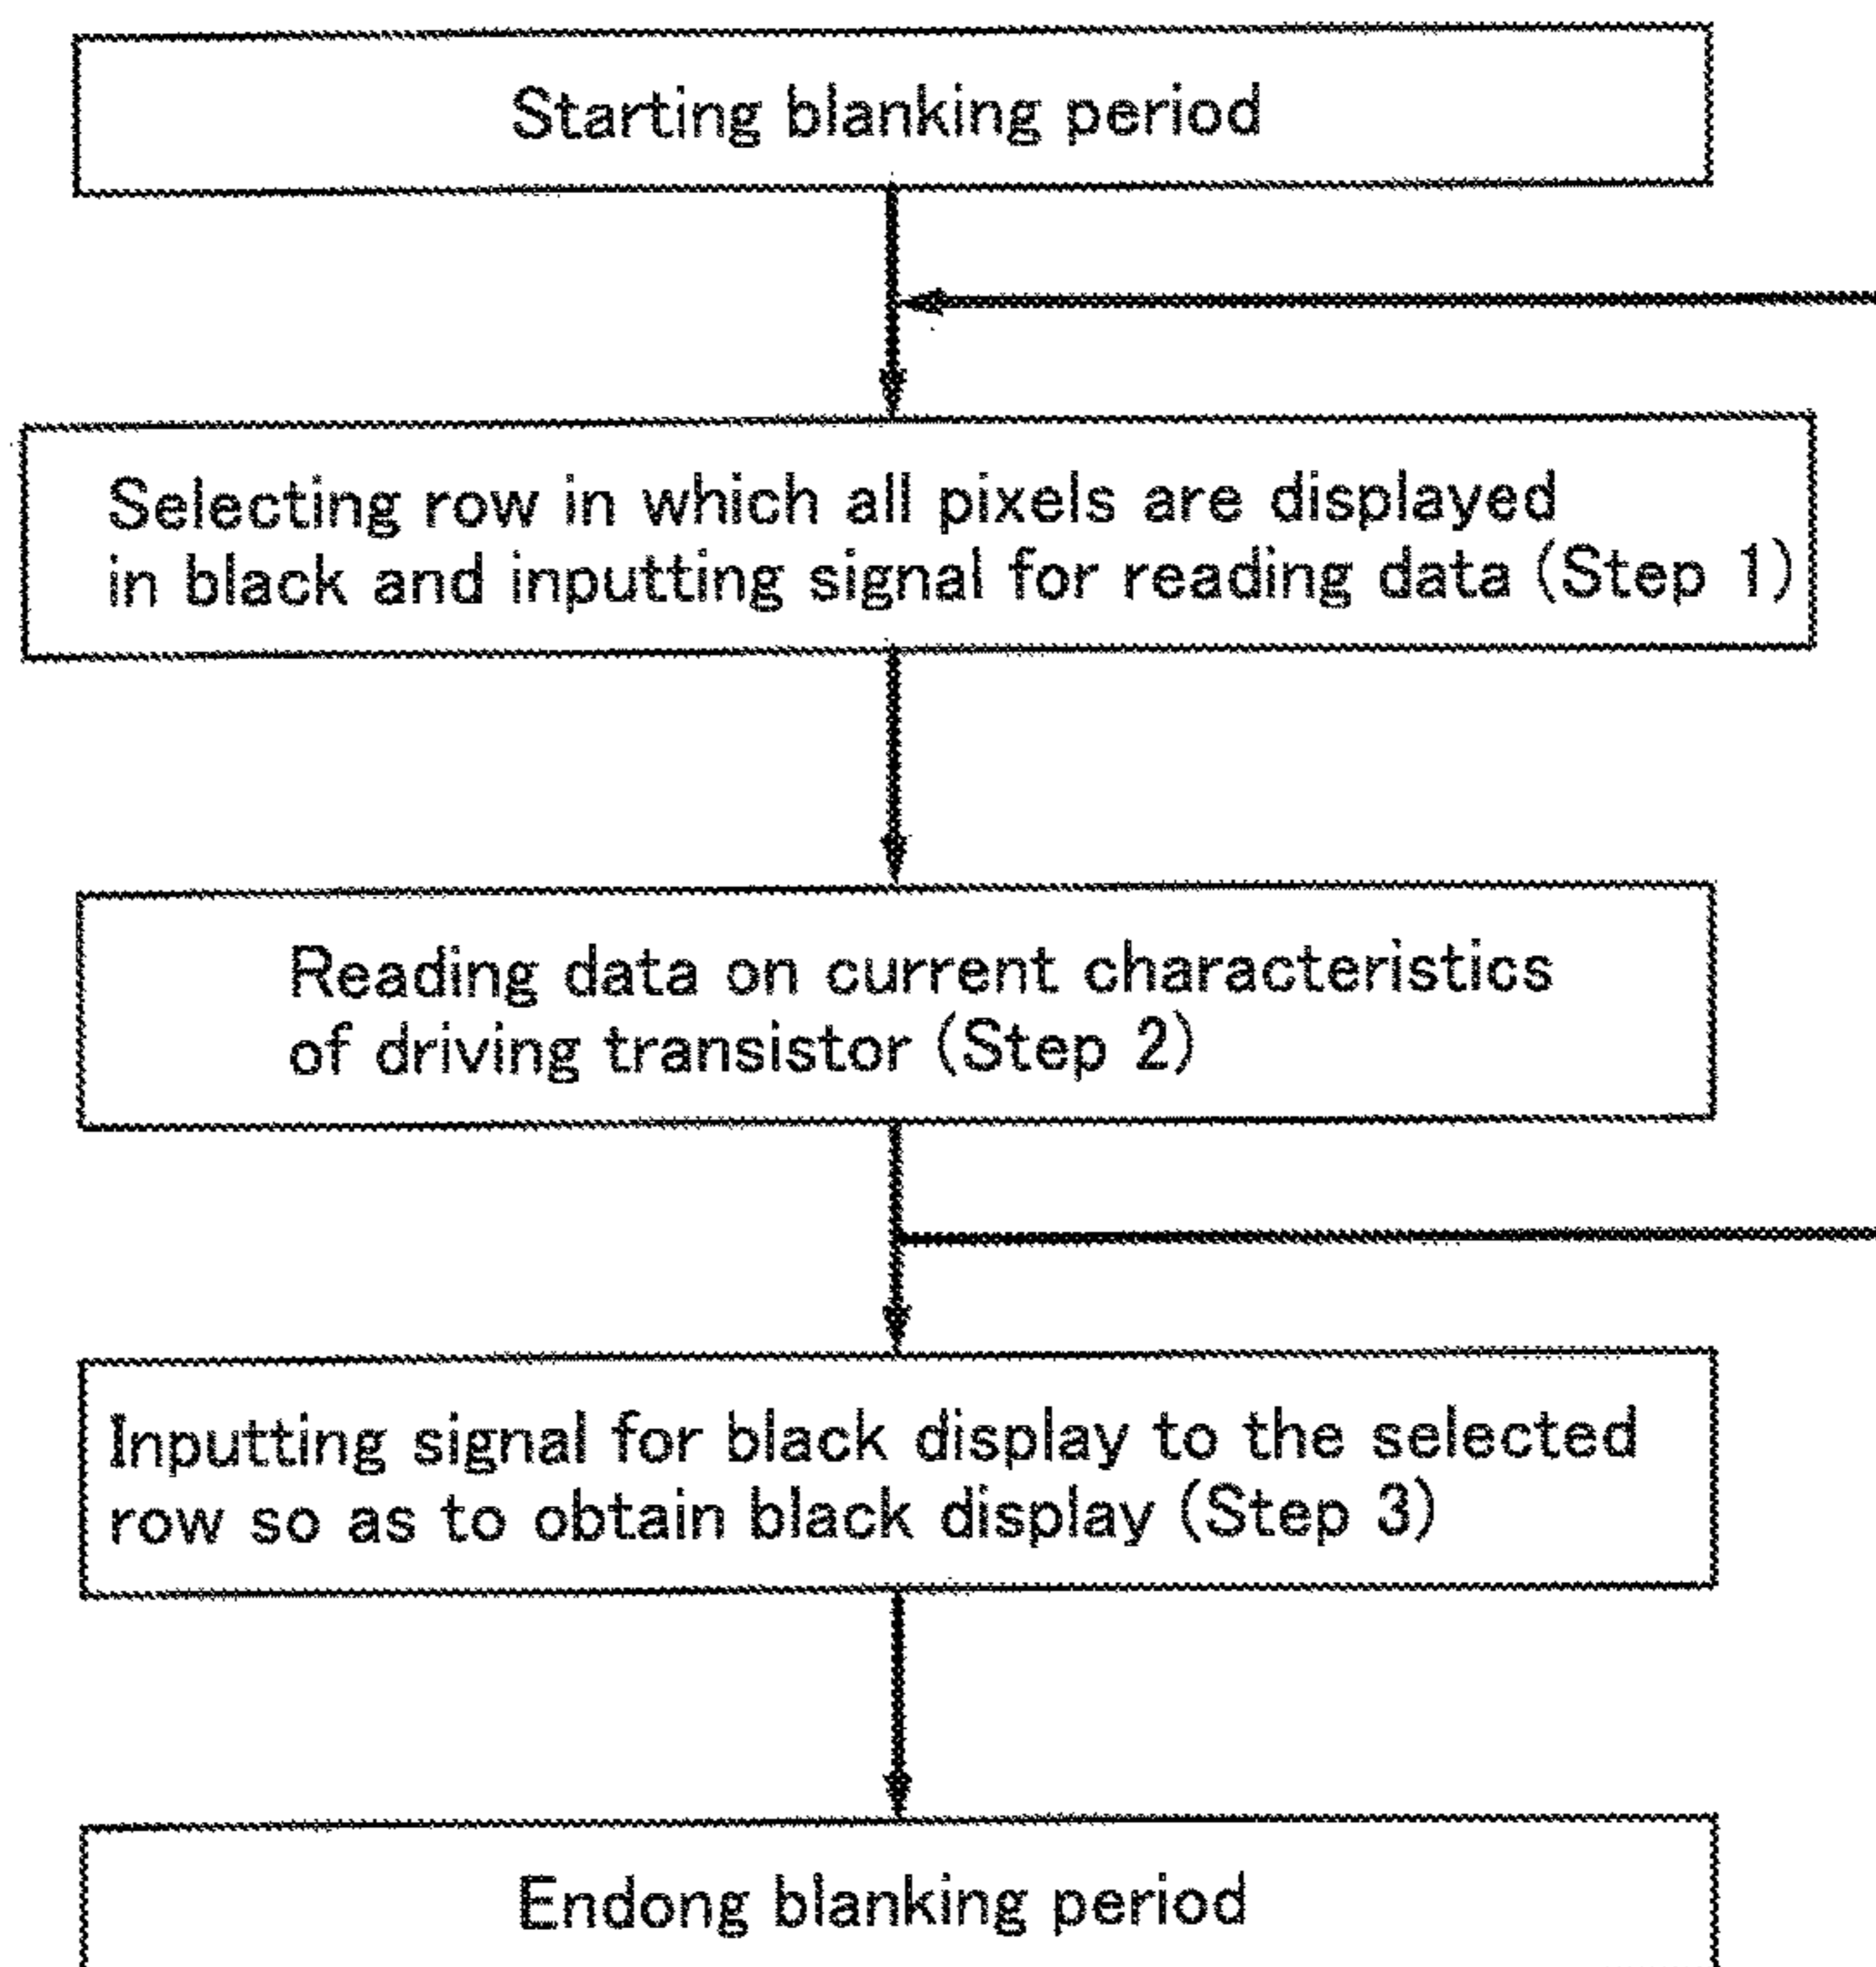 Starting blanking period
Selecting row in which all pixels are displayed
in black and inputting signal for reading data (Step 1)
Reading data on current characteristics
of driving transistor (Step 2)
Inputting signal for black display to the selected
row so as to obtain black display (Step 3)
Endong blanking period